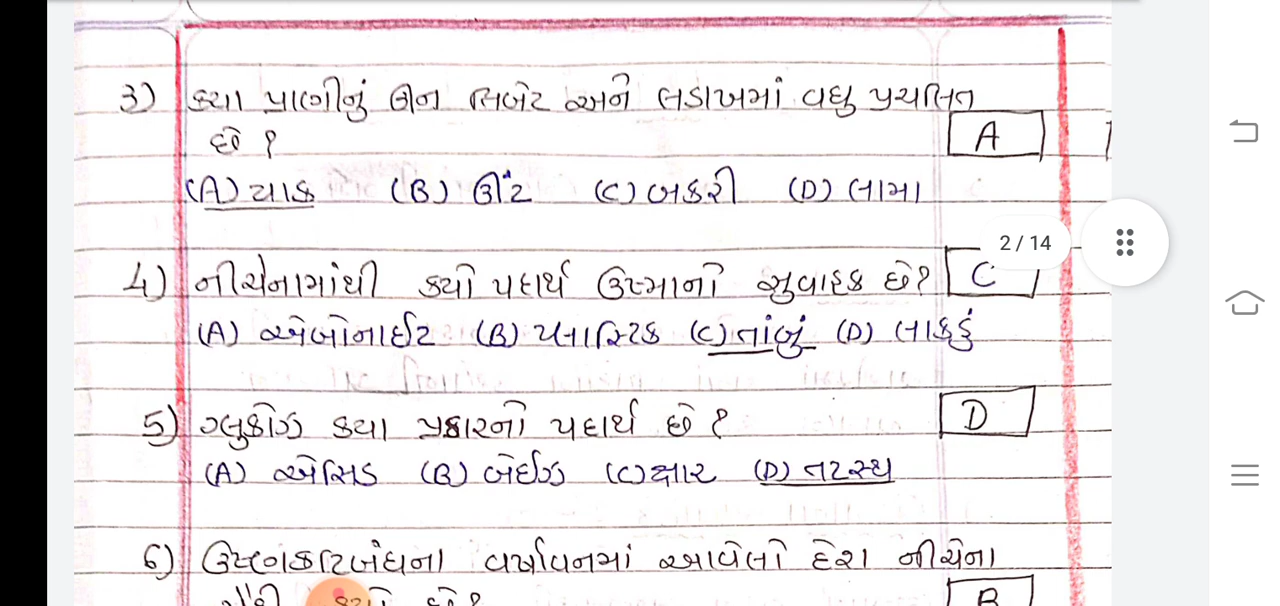 3) કયા પ્રાણીનું ઊન તિબેટ અને લડાખમાં વધુ પ્રચલિત
છે ? A
(A) યાક (B) ઊંટ (C) બકરી (D) લામા
2 / 14
4) નીચેનામાંથી કયો પદાર્થ ઉષ્માનો સુવાહક છે? C
(A) એબોનાઈટ (B) પ્લાસ્ટિક (C) તાંબું (D) લાકડું
5) ગ્લુકોઝ કયા પ્રકારનો પદાર્થ છે ? D
(A) એસિડ (B) બેઈઝ (C) ક્ષાર (D) તટસ્થ
6) ઉષ્ણકટિબંધના વર્ષાવનમાં આવેલો દેશ નીચેના
છે ? B